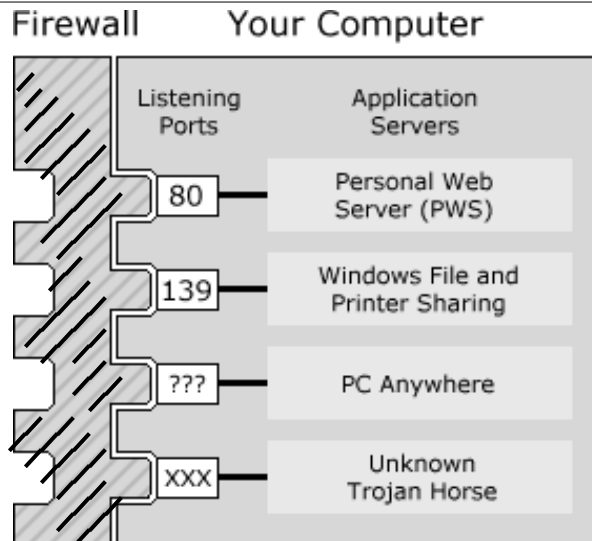 Firewall Your Computer
Listening
Ports
Application
Servers
80
Personal Web
Server (PWS)
139
Windows File and
Printer Sharing
???
PC Anywhere
XXX
Unknown
Trojan Horse